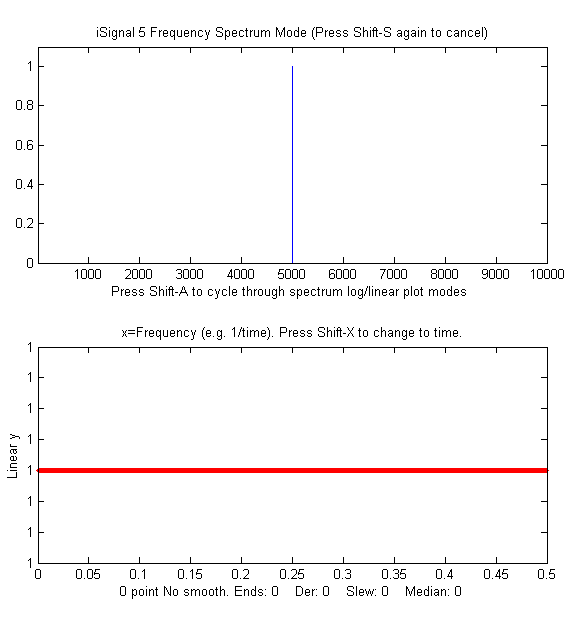 iSignal 5 Frequency Spectrum Mode (Press Shift-S again to cancel)
1
0.8
0.6
0.4
0.2
0
1000 2000 3000 4000 5000 6000 7000 8000 9000 10000
Press Shift-A to cycle through spectrum log/linear plot modes
x=Frequency (e.g. 1/time). Press Shift-X to change to time.
Linear y
1
1
1
1
1
1
1
1
0 0.05 0.1 0.15 0.2 0.25 0.3 0.35 0.4 0.45 0.5
0 point No smooth. Ends: 0 Der: 0 Slew: 0 Median: 0